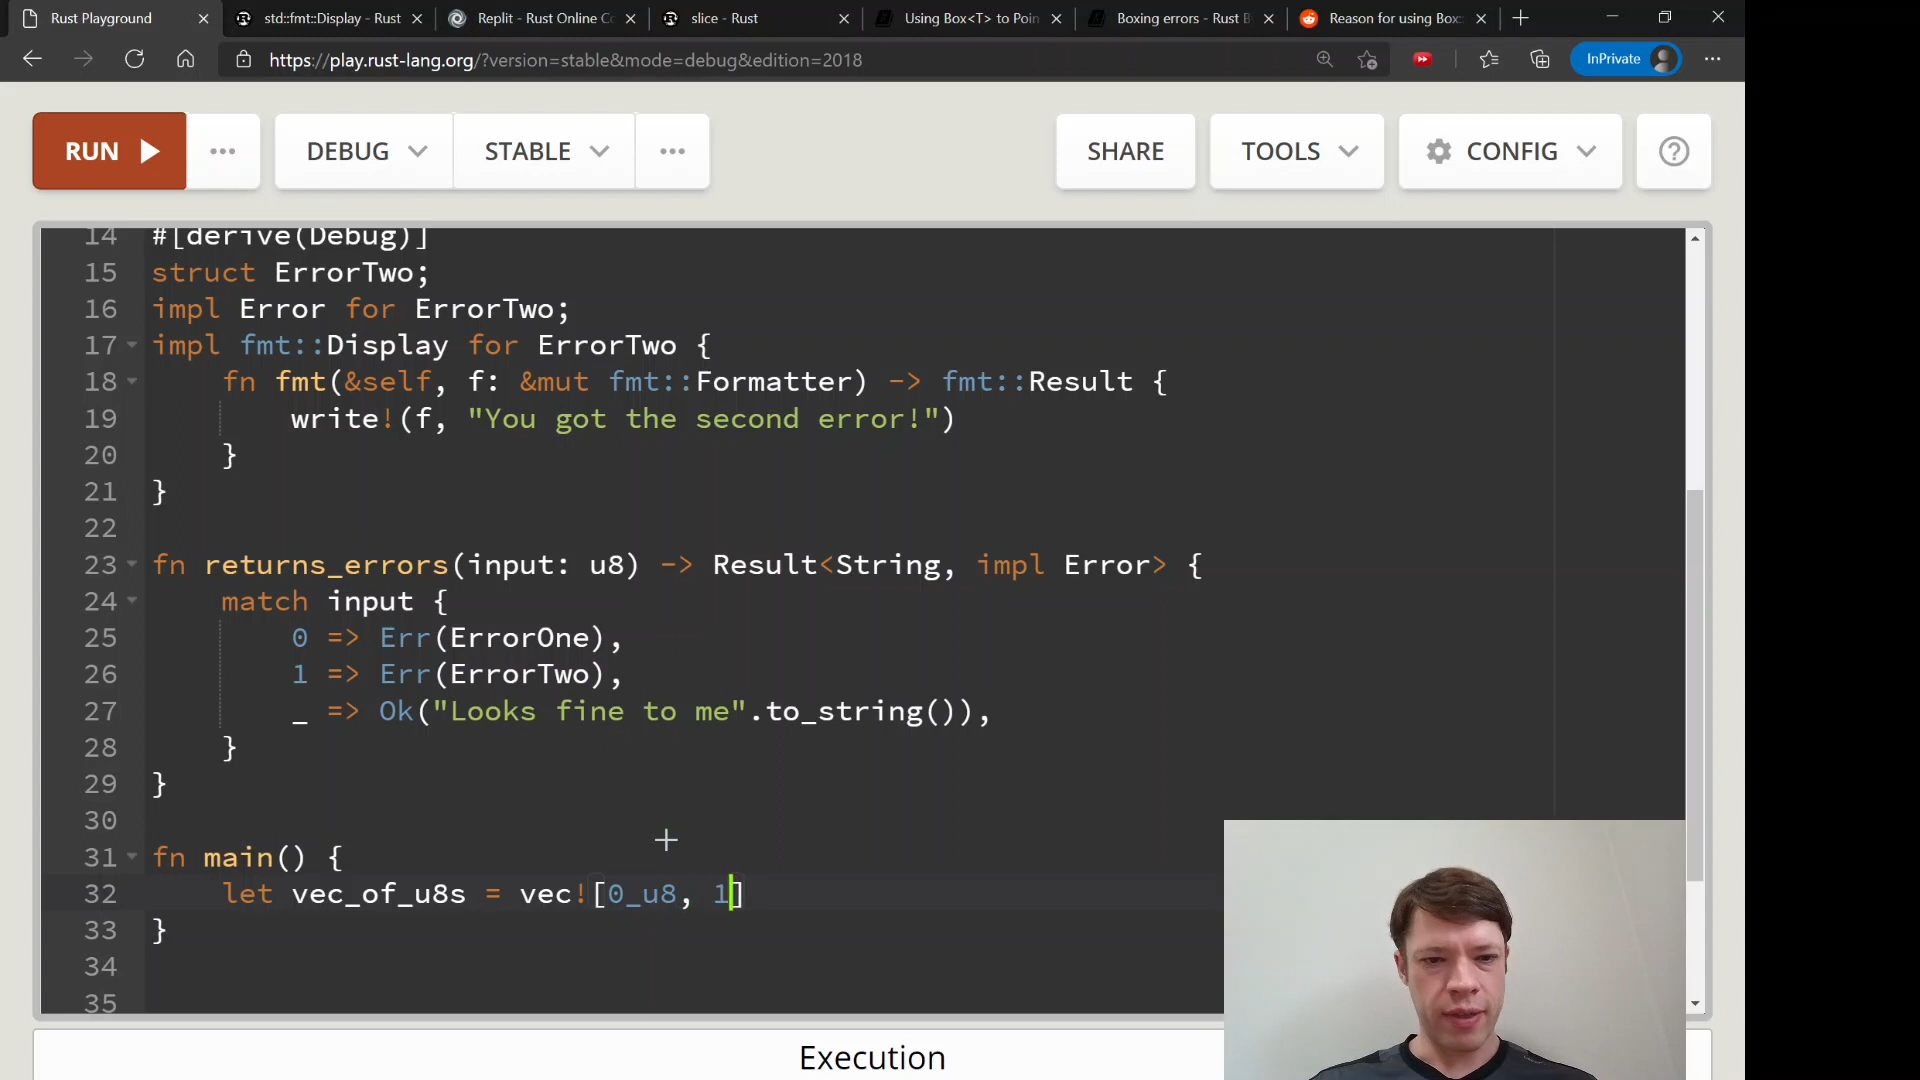 Rust Playground
std::fmt::Display - Rust
Replit - Rust Online Co
slice - Rust
Using Box<T> to Poin
Boxing errors - Rust B
Reason for using Box
https://play.rust-lang.org/?version=stable&mode=debug&edition=2018
InPrivate
RUN
DEBUG
STABLE
SHARE
TOOLS
CONFIG
14 #[derive(Debug)]
15 struct ErrorTwo;
16 impl Error for ErrorTwo;
17 impl fmt::Display for ErrorTwo {
18 fn fmt(&self, f: &mut fmt::Formatter) -> fmt::Result {
19 write!(f, "You got the second error!")
20 }
21 }
22
23 fn returns_errors(input: u8) -> Result<String, impl Error> {
24 match input {
25 0 => Err(ErrorOne),
26 1 => Err(ErrorTwo),
27 _ => Ok("Looks fine to me".to_string()),
28 }
29 }
30
31 fn main() {
32 let vec_of_u8s = vec![0_u8, 1]
33 }
34
35
Execution